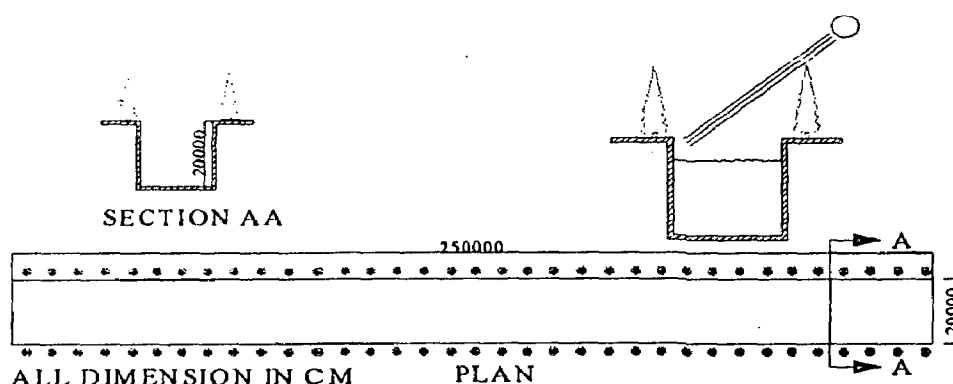 20000
SECTION AA
250000
A
20000
A
ALL DIMENSION IN CM
PLAN